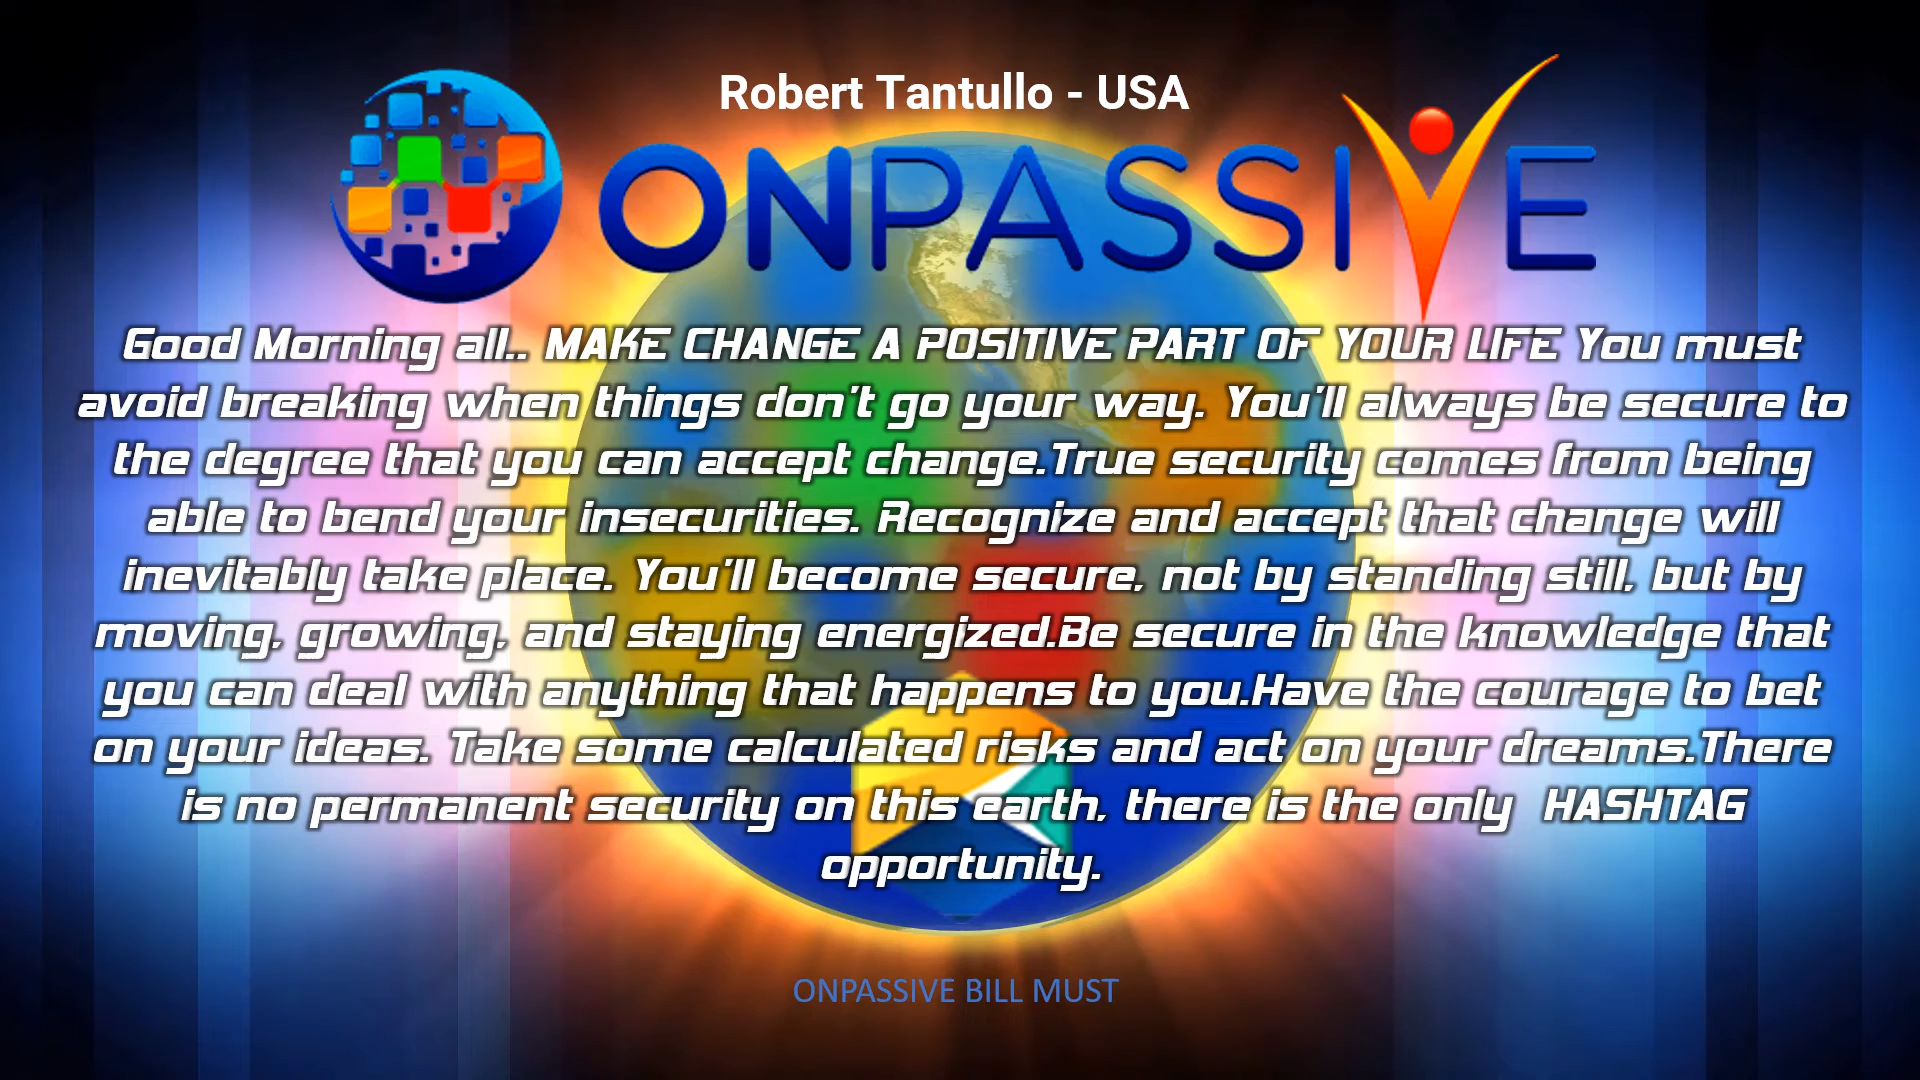 Robert Tantullo - USA
ONPASSIVE
Good Morning all.. MAKE CHANGE A POSITIVE PART OF YOUR LIFE You must
avoid breaking when things don't go your way. You'll always be secure to
the degree that you can accept change.True security comes from being
able to bend your insecurities. Recognize and accept that change will
inevitably take place. You'll become secure, not by standing still, but by
moving, growing, and staying energized.Be secure in the knowledge that
you can deal with anything that happens to you.Have the courage to bet
on your ideas. Take some calculated risks and act on your dreams.There
is no permanent security on this earth, there is the only  HASHTAG
opportunity.
ONPASSIVE BILL MUST